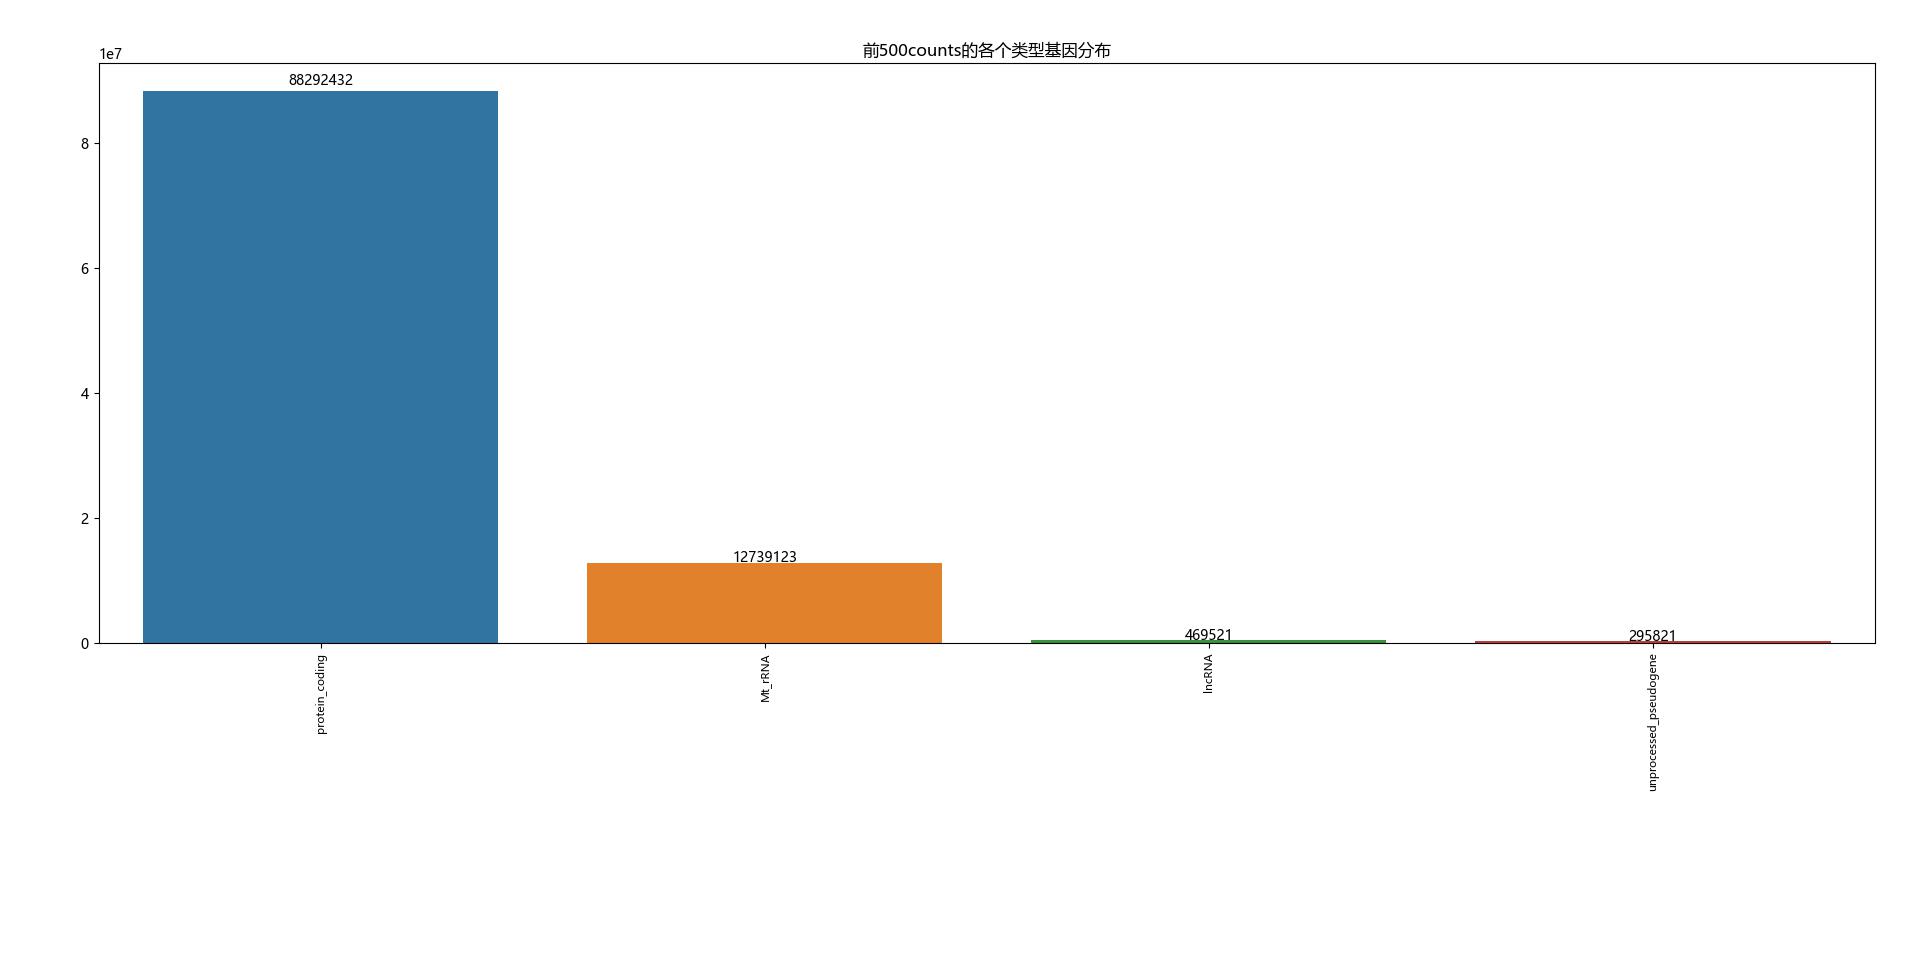 前500counts的各个类型基因分布
1e7
88292432
8
6
4
2
0
12739123
469521
295821
protein_coding
Mt_rRNA
lncRNA
unprocessed_pseudogene